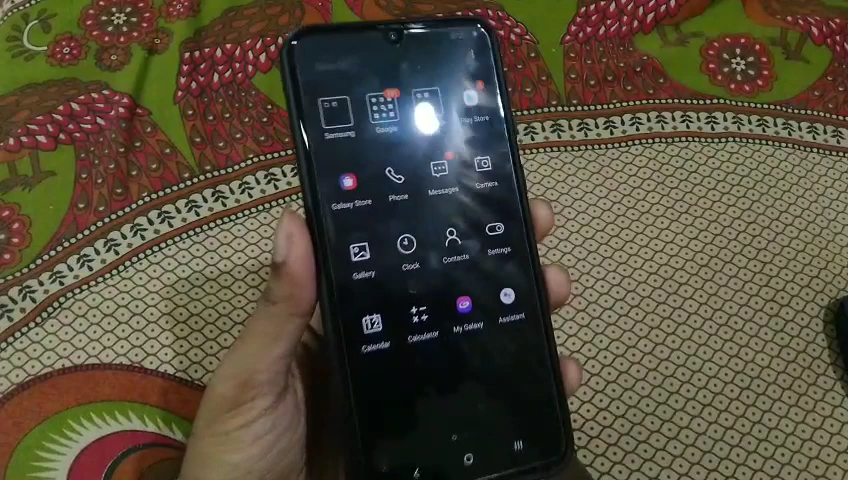 Samsung Google Play Store
Galaxy Store Phone Messages Camera
Gallery Clock Contacts Settings
12
Calendar Calculator My Galaxy Assistant